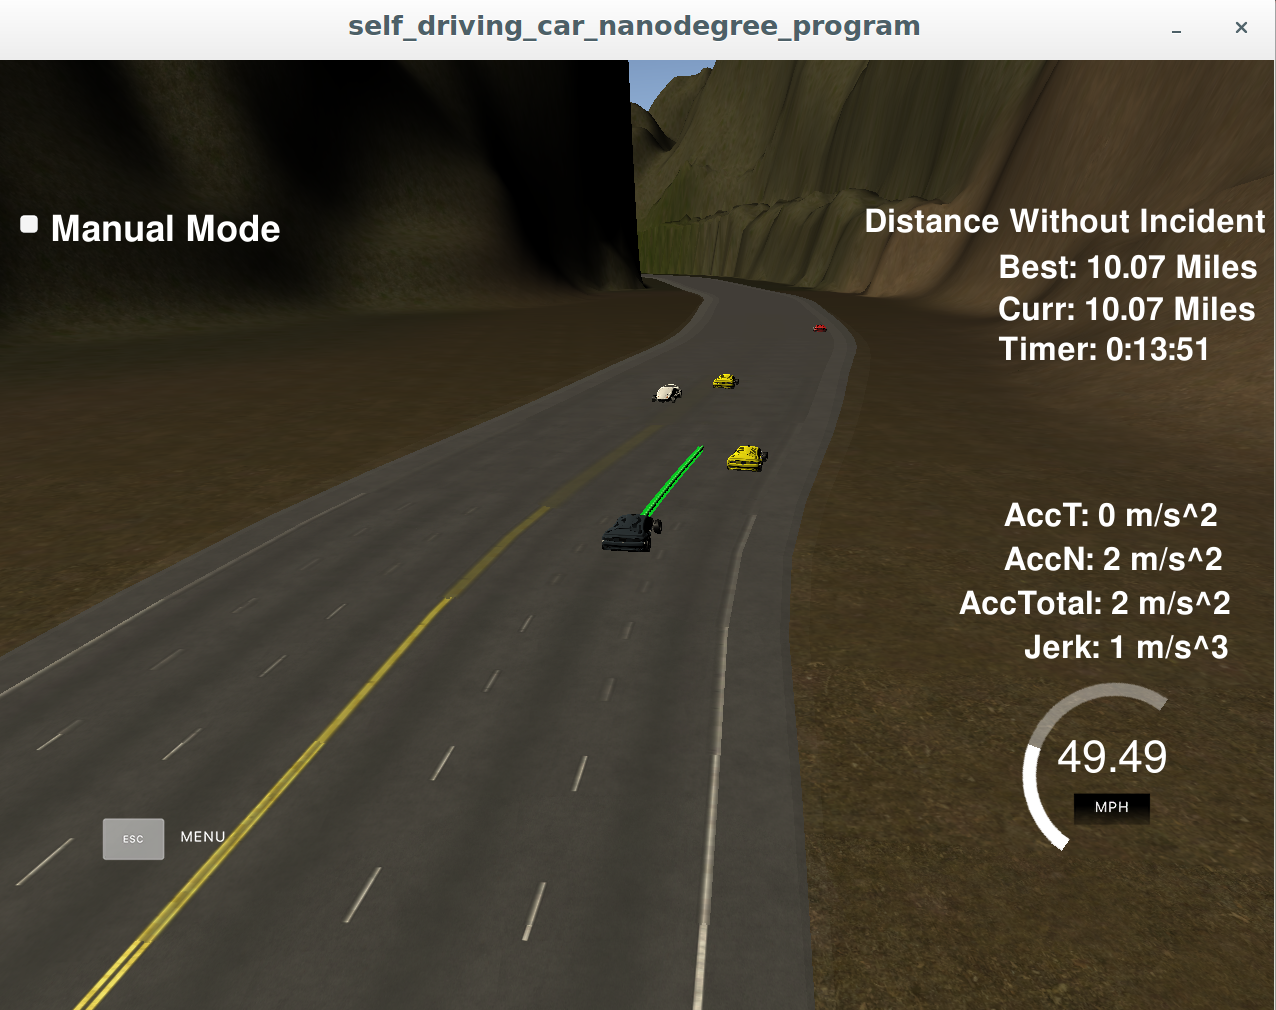 self_driving_car_nanodegree_program
Manual Mode
Distance Without Incident
Best: 10.07 Miles
Curr: 10.07 Miles
Timer: 0:13:51
AccT: 0 m/s^2
AccN: 2 m/s^2
AccTotal: 2 m/s^2
Jerk: 1 m/s^3
49.49
MPH
ESC MENU